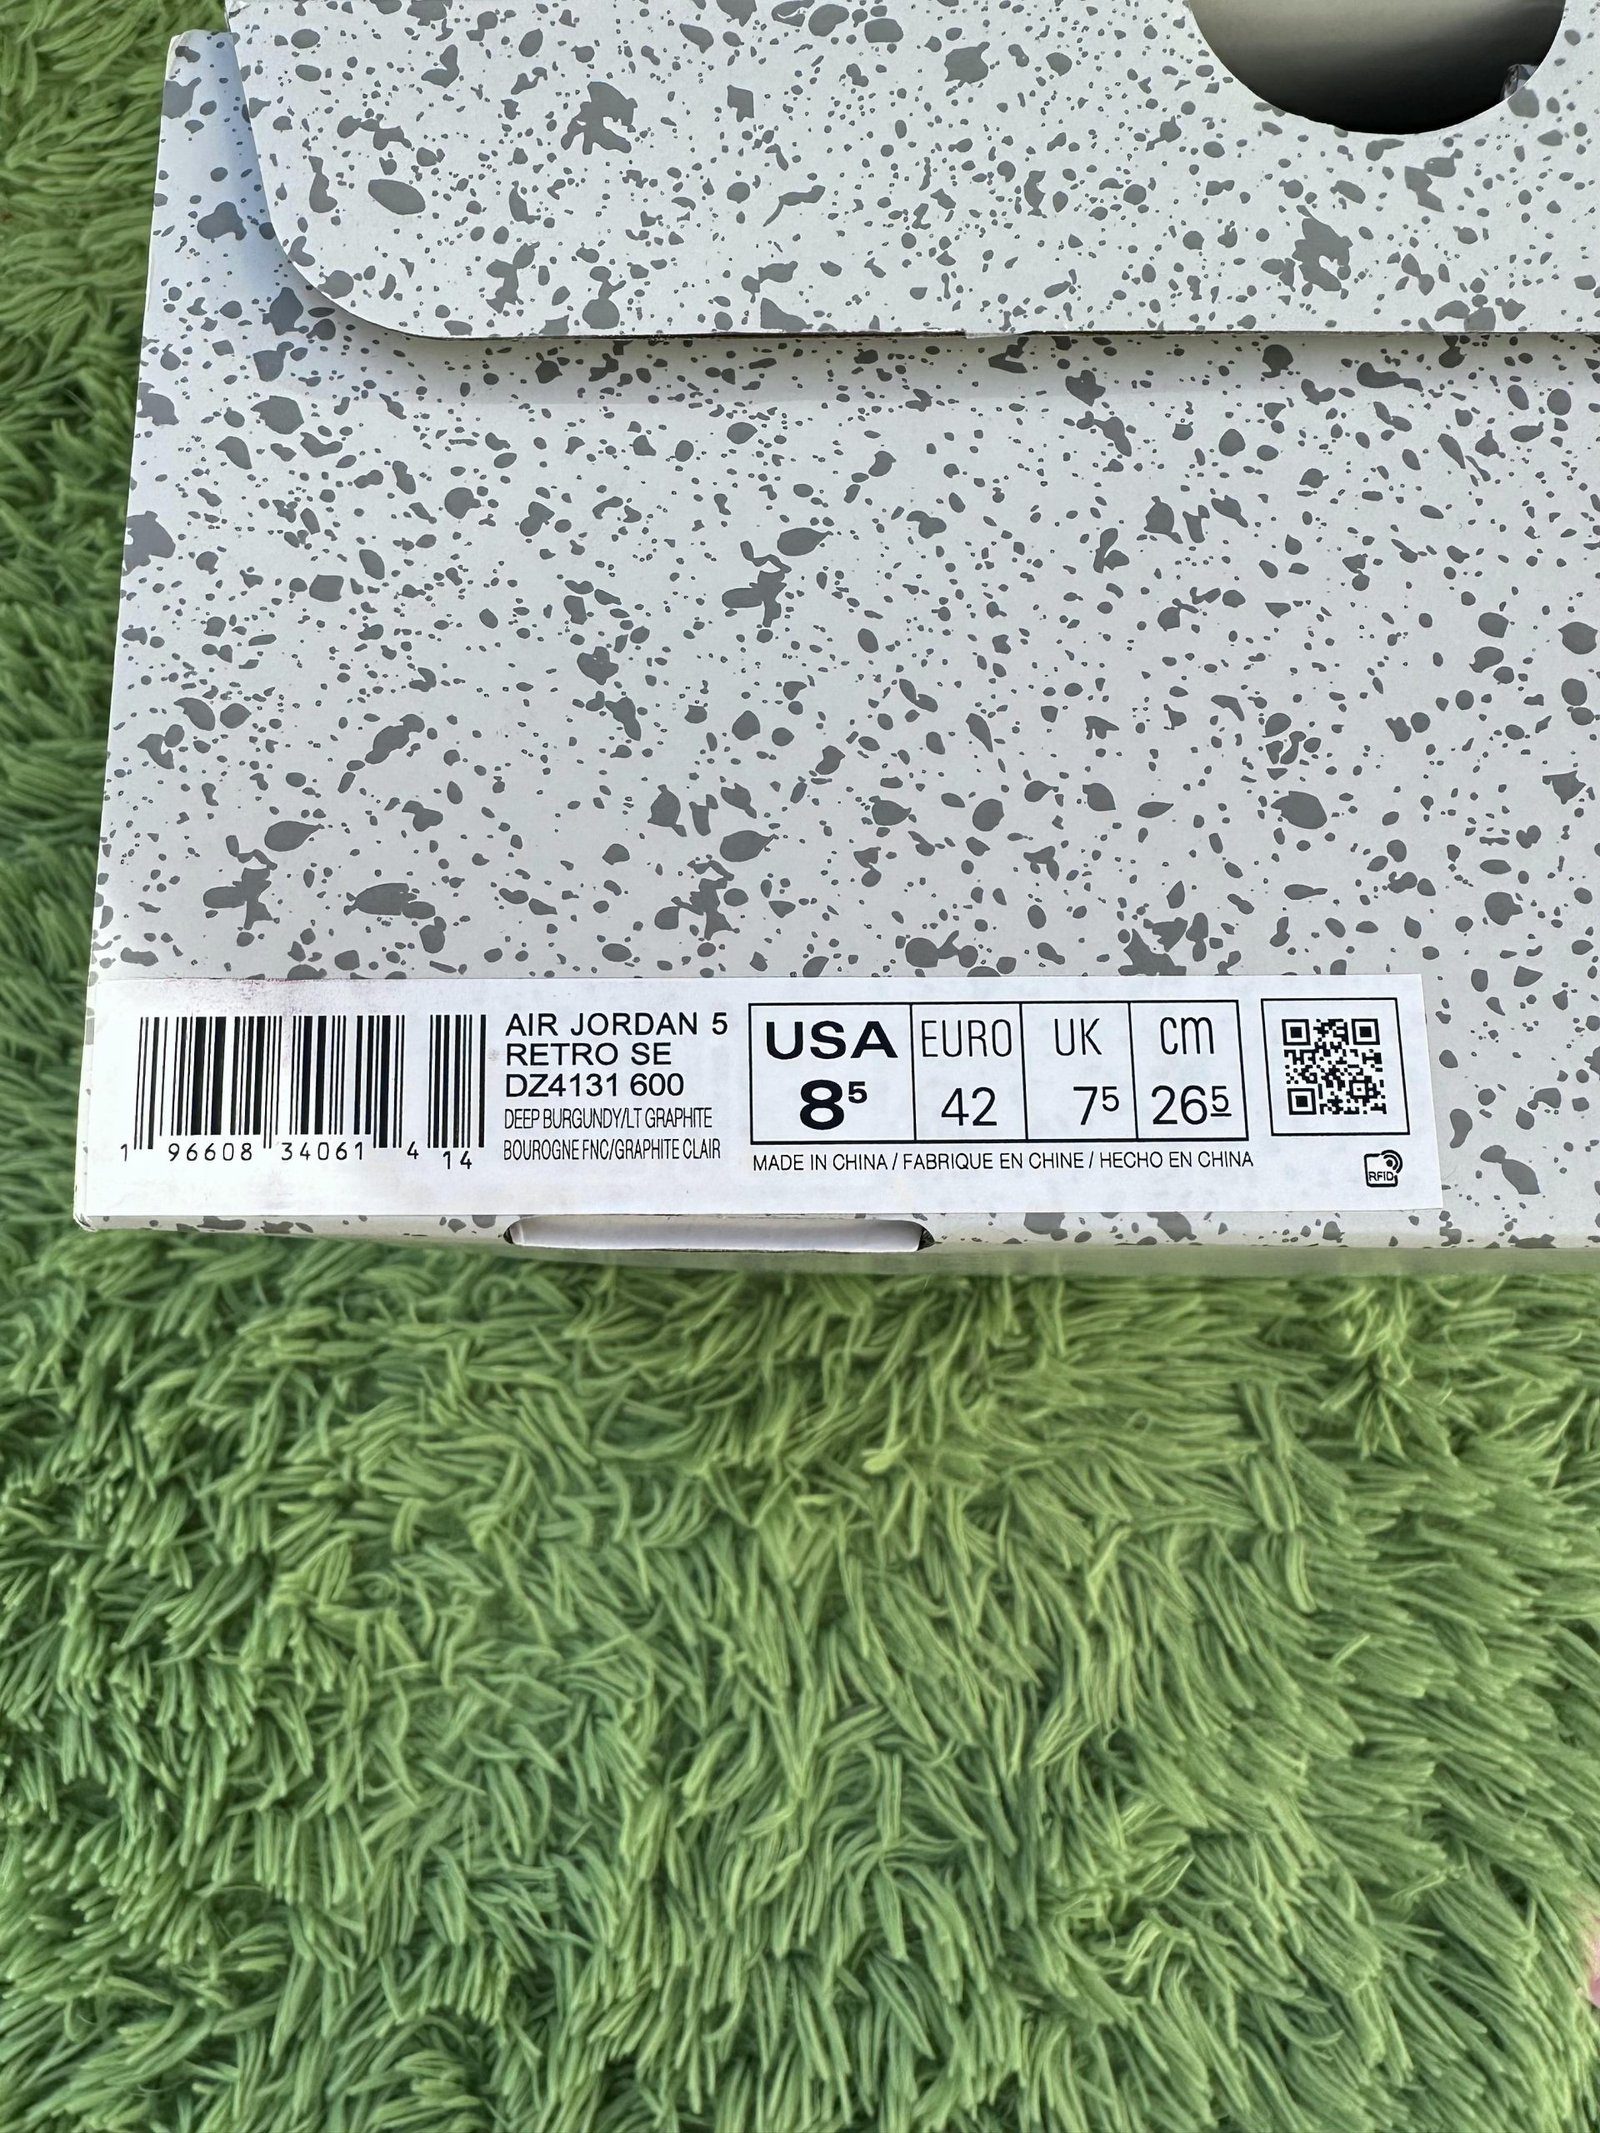 AIR JORDAN 5
RETRO SE
DZ4131 600
DEEP BURGUNDY/LT GRAPHITE
BOUROGNE FNC/GRAPHITE CLAIR
1 96608 34061 4 14
USA EURO UK cm
8⁵ 42 7⁵ 26⁵
MADE IN CHINA / FABRIQUE EN CHINE / HECHO EN CHINA
RFID